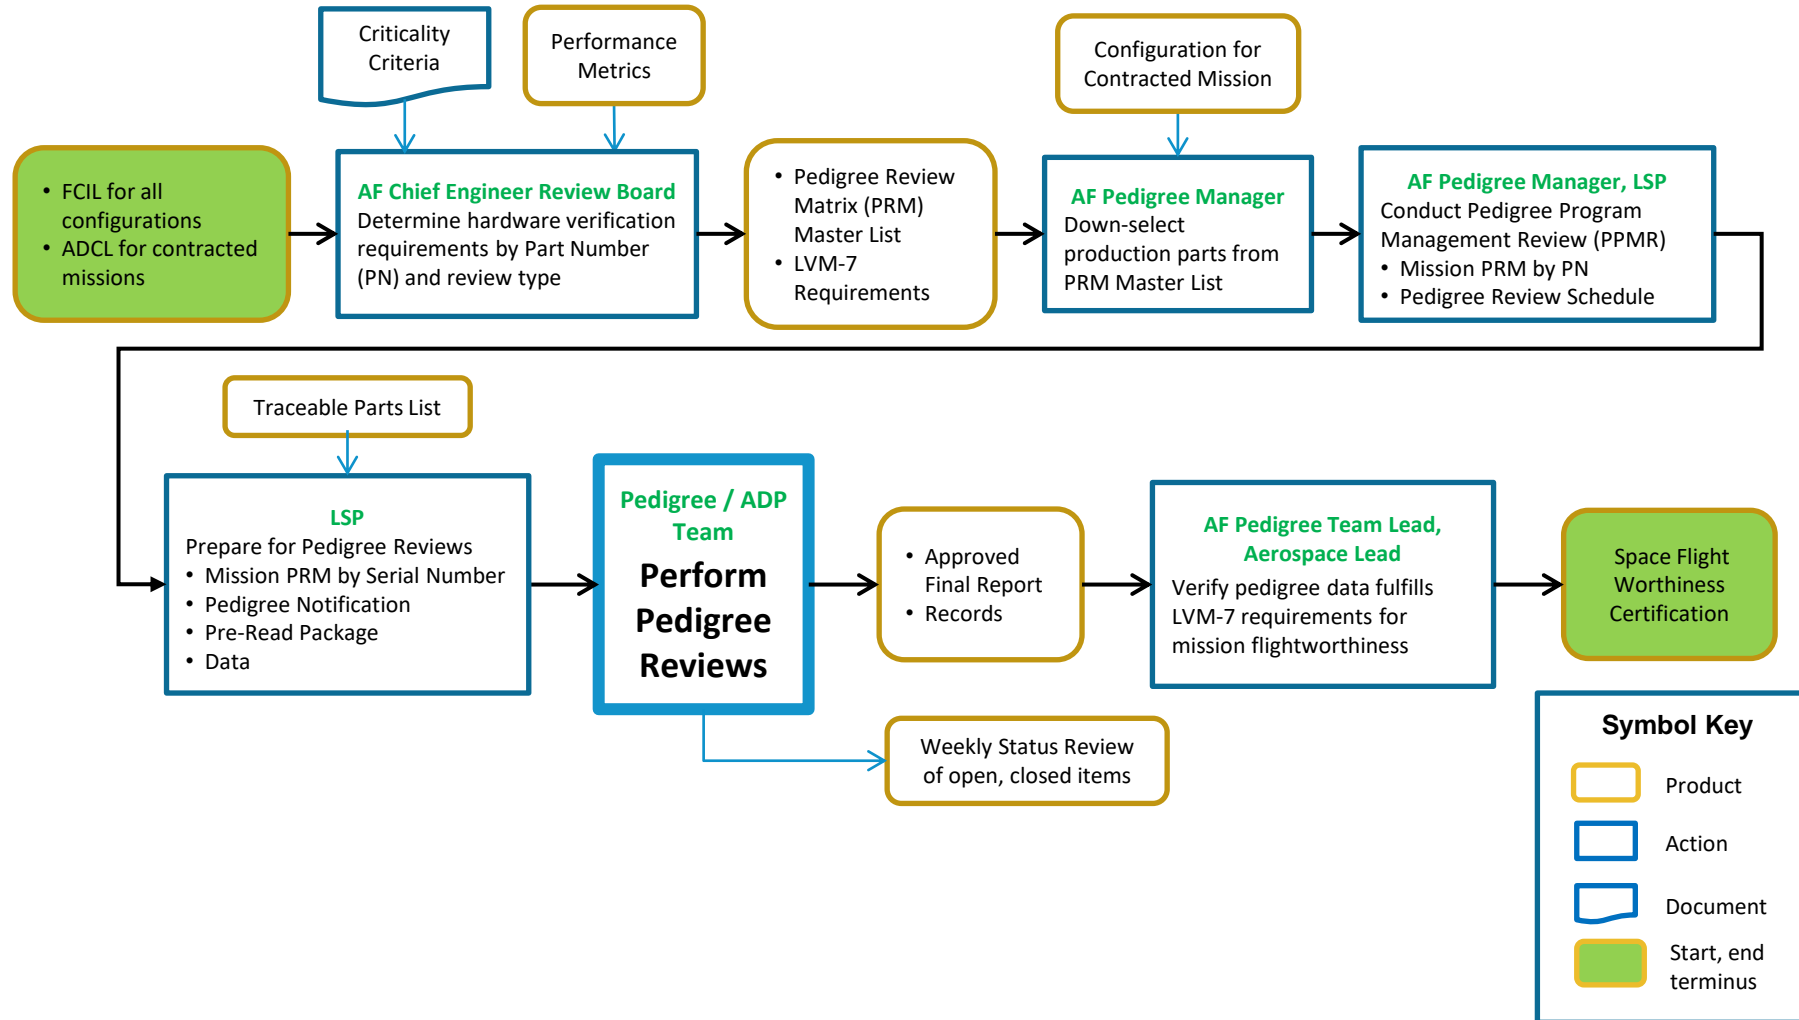 Criticality
Criteria
Performance
Metrics
Configuration for
Contracted Mission
• FCIL for all
configurations
• ADCL for contracted
missions
AF Chief Engineer Review Board
Determine hardware verification
requirements by Part Number
(PN) and review type
• Pedigree Review
Matrix (PRM)
Master List
• LVM-7
Requirements
AF Pedigree Manager
Down-select
production parts from
PRM Master List
AF Pedigree Manager, LSP
Conduct Pedigree Program
Management Review (PPMR)
• Mission PRM by PN
• Pedigree Review Schedule
Traceable Parts List
LSP
Prepare for Pedigree Reviews
• Mission PRM by Serial Number
• Pedigree Notification
• Pre-Read Package
• Data
Pedigree / ADP
Team
Perform
Pedigree
Reviews
• Approved
Final Report
• Records
AF Pedigree Team Lead,
Aerospace Lead
Verify pedigree data fulfills
LVM-7 requirements for
mission flightworthiness
Space Flight
Worthiness
Certification
Weekly Status Review
of open, closed items
Symbol Key
Product
Action
Document
Start, end
terminus